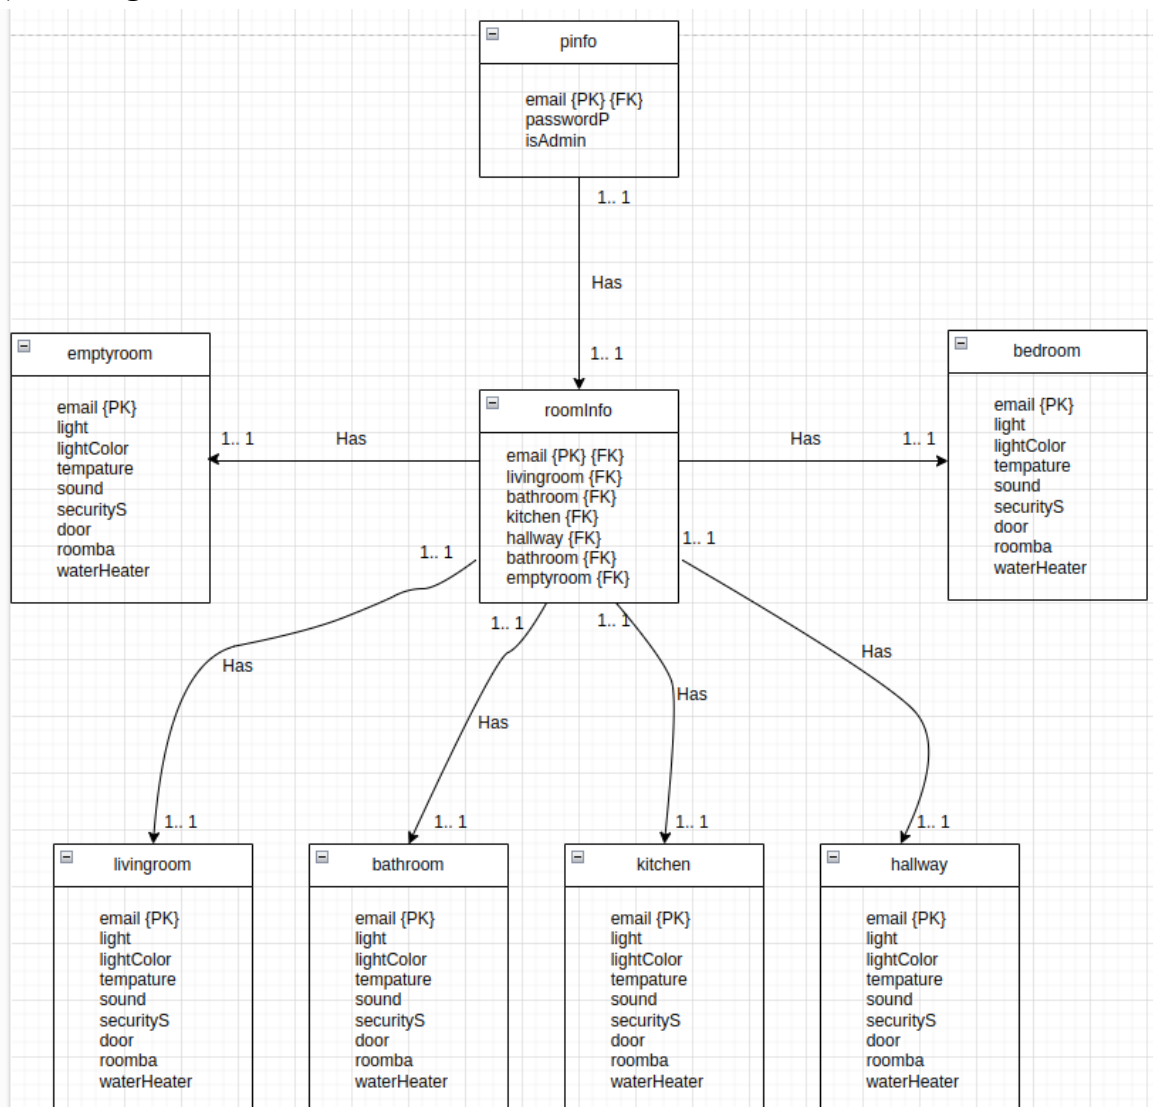 pinfo
email {PK} {FK}
passwordP
isAdmin
1.. 1
Has
1.. 1
emptyroom
email {PK}
light
lightColor
tempature
sound
securityS
door
roomba
waterHeater
1.. 1
Has
roomInfo
email {PK} {FK}
livingroom {FK}
bathroom {FK}
kitchen {FK}
hallway {FK}
bathroom {FK}
emptyroom {FK}
Has
1.. 1
bedroom
email {PK}
light
lightColor
tempature
sound
securityS
door
roomba
waterHeater
1.. 1
1.. 1
1.. 1
1.. 1
Has
Has
Has
Has
1.. 1
1.. 1
1.. 1
1.. 1
livingroom
email {PK}
light
lightColor
tempature
sound
securityS
door
roomba
waterHeater
bathroom
email {PK}
light
lightColor
tempature
sound
securityS
door
roomba
waterHeater
kitchen
email {PK}
light
lightColor
tempature
sound
securityS
door
roomba
waterHeater
hallway
email {PK}
light
lightColor
tempature
sound
securityS
door
roomba
waterHeater